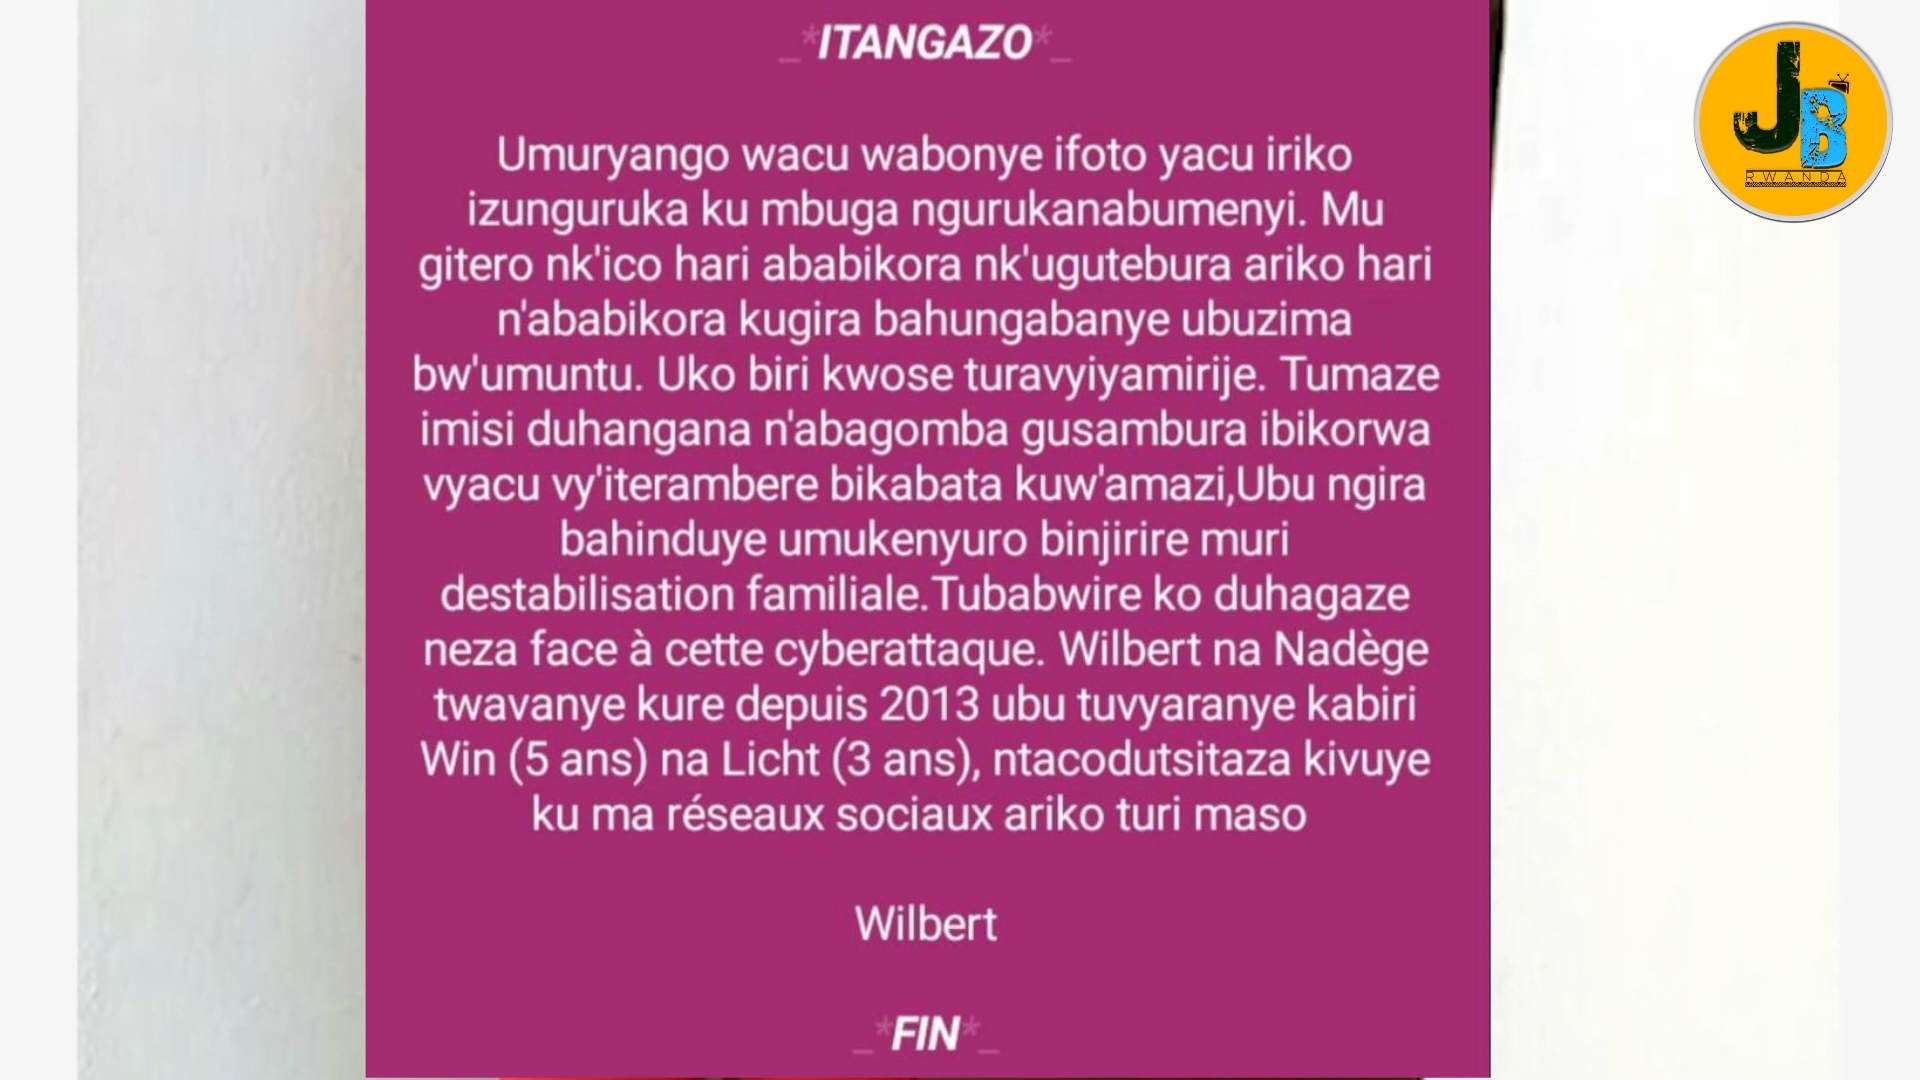 _*ITANGAZO*_
Umuryango wacu wabonye ifoto yacu iriko
izunguruka ku mbuga ngurukanabumenyi. Mu
gitero nk'ico hari ababikora nk'ugutebura ariko hari
n'ababikora kugira bahungabanye ubuzima
bw'umuntu. Uko biri kwose turavyiyamirije. Tumaze
imisi duhangana n'abagomba gusambura ibikorwa
vyacu vy'iterambere bikabata kuw'amazi,Ubu ngira
bahinduye umukenyuro binjirire muri
destabilisation familiale.Tubabwire ko duhagaze
neza face à cette cyberattaque. Wilbert na Nadège
twavanye kure depuis 2013 ubu tuvyaranye kabiri
Win (5 ans) na Licht (3 ans), ntacodutsitaza kivuye
ku ma réseaux sociaux ariko turi maso
Wilbert
_*FIN*_
JB
RWANDA